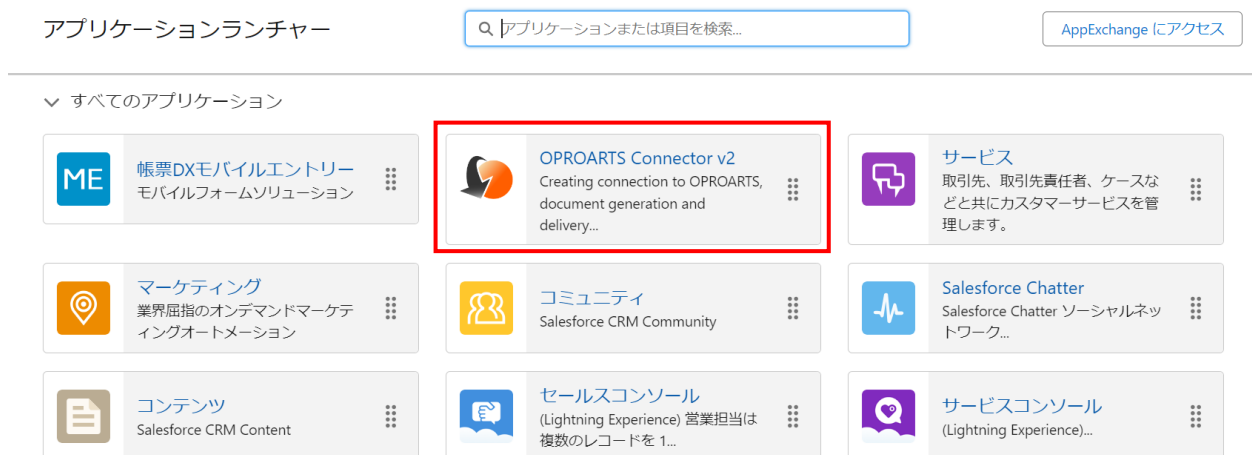 アプリケーションランチャー
アプリケーションまたは項目を検索...
AppExchange にアクセス
すべてのアプリケーション
ME
帳票DXモバイルエントリー
モバイルフォームソリューション
OPROARTS Connector v2
Creating connection to OPROARTS,
document generation and
delivery...
サービス
取引先、取引先責任者、ケースな
どと共にカスタマーサービスを管
理します。
マーケティング
業界屈指のオンデマンドマーケテ
ィングオートメーション
コミュニティ
Salesforce CRM Community
Salesforce Chatter
Salesforce Chatter ソーシャルネッ
トワーク...
コンテンツ
Salesforce CRM Content
セールスコンソール
(Lightning Experience) 営業担当は
複数のレコードを 1...
サービスコンソール
(Lightning Experience)...